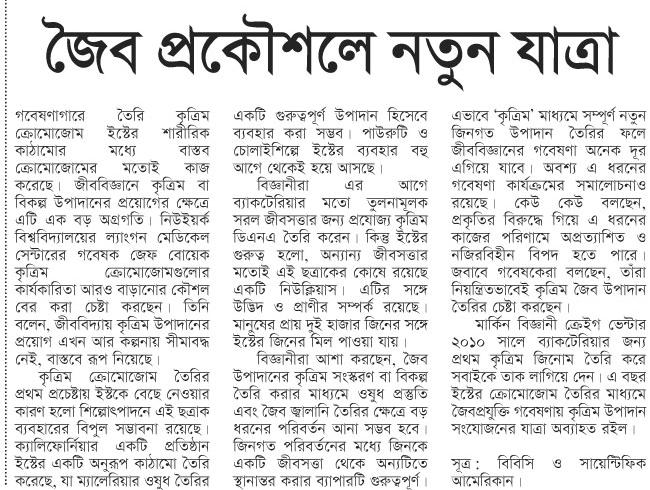 জৈব প্রকৌশলে নতুন যাত্রা
গবেষণাগারে তৈরি কৃত্রিম
ক্রোমোজোম ইস্টের শারীরিক
কাঠামোর মধ্যে বাস্তব
ক্রোমোজোমের মতোই কাজ
করেছে। জীববিজ্ঞানে কৃত্রিম বা
বিকল্প উপাদানের প্রয়োগের ক্ষেত্রে
এটি এক বড় অগ্রগতি। নিউইয়র্ক
বিশ্ববিদ্যালয়ের ল্যাংগন মেডিকেল
সেন্টারের গবেষক জেফ বোয়েক
কৃত্রিম ক্রোমোজোমগুলোর
কার্যকারিতা আরও বাড়ানোর কৌশল
বের করা চেষ্টা করছেন। তিনি
বলেন, জীববিদ্যায় কৃত্রিম উপাদানের
প্রয়োগ এখন আর কল্পনায় সীমাবদ্ধ
নেই, বাস্তবে রূপ নিয়েছে।
কৃত্রিম ক্রোমোজোম তৈরির
প্রথম প্রচেষ্টায় ইস্টকে বেছে নেওয়ার
কারণ হলো শিল্পোৎপাদনে এই ছত্রাক
ব্যবহারের বিপুল সম্ভাবনা রয়েছে।
ক্যালিফোর্নিয়ার একটি প্রতিষ্ঠান
ইস্টের একটি অনুরূপ কাঠামো তৈরি
করেছে, যা ম্যালেরিয়ার ওষুধ তৈরির
একটি গুরুত্বপূর্ণ উপাদান হিসেবে
ব্যবহার করা সম্ভব। পাউরুটি ও
চোলাইশিল্পে ইস্টের ব্যবহার বহু
আগে থেকেই হয়ে আসছে।
বিজ্ঞানীরা এর আগে
ব্যাকটেরিয়ার মতো তুলনামূলক
সরল জীবসত্তার জন্য প্রযোজ্য কৃত্রিম
ডিএনএ তৈরি করেন। কিন্তু ইস্টের
গুরুত্ব হলো, অন্যান্য জীবসত্তার
মতোই এই ছত্রাকের কোষে রয়েছে
একটি নিউক্লিয়াস। এটির সঙ্গে
উদ্ভিদ ও প্রাণীর সম্পর্ক রয়েছে।
মানুষের প্রায় দুই হাজার জিনের সঙ্গে
ইস্টের জিনের মিল পাওয়া যায়।
বিজ্ঞানীরা আশা করছেন, জৈব
উপাদানের কৃত্রিম সংস্করণ বা বিকল্প
তৈরি করার মাধ্যমে ওষুধ প্রস্তুতি
এবং জৈব জ্বালানি তৈরির ক্ষেত্রে বড়
ধরনের পরিবর্তন আনা সম্ভব হবে।
জিনগত পরিবর্তনের মধ্যে জিনকে
একটি জীবসত্তা থেকে অন্যটিতে
স্থানান্তর করার ব্যাপারটি গুরুত্বপূর্ণ।
এভাবে ‘কৃত্রিম’ মাধ্যমে সম্পূর্ণ নতুন
জিনগত উপাদান তৈরির ফলে
জীববিজ্ঞানের গবেষণা অনেক দূর
এগিয়ে যাবে। অবশ্য এ ধরনের
গবেষণা কার্যক্রমের সমালোচনাও
রয়েছে। কেউ কেউ বলছেন,
প্রকৃতির বিরুদ্ধে গিয়ে এ ধরনের
কাজের পরিণামে অপ্রত্যাশিত ও
নজিরবিহীন বিপদ হতে পারে।
জবাবে গবেষকেরা বলছেন, তাঁরা
নিয়ন্ত্রিতভাবেই কৃত্রিম জৈব উপাদান
তৈরির চেষ্টা করছেন।
মার্কিন বিজ্ঞানী ক্রেইগ ভেন্টার
২০১০ সালে ব্যাকটেরিয়ার জন্য
প্রথম কৃত্রিম জিনোম তৈরি করে
সবাইকে তাক লাগিয়ে দেন। এ বছর
ইস্টের ক্রোমোজোম তৈরির মাধ্যমে
জৈবপ্রযুক্তি গবেষণায় কৃত্রিম উপাদান
সংযোজনের যাত্রা অব্যাহত রইল।
সূত্র: বিবিসি ও সায়েন্টিফিক
আমেরিকান।